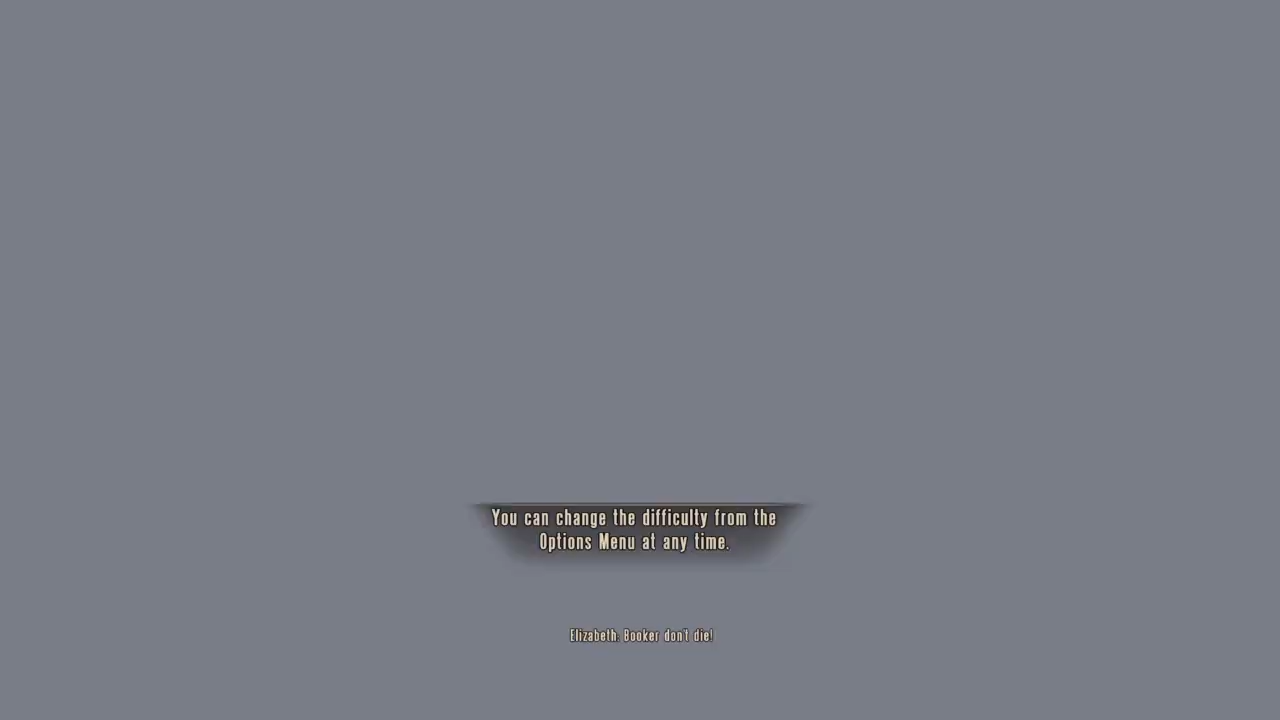 You can change the difficulty from the
Options Menu at any time.
Elizabeth: Booker don't die!